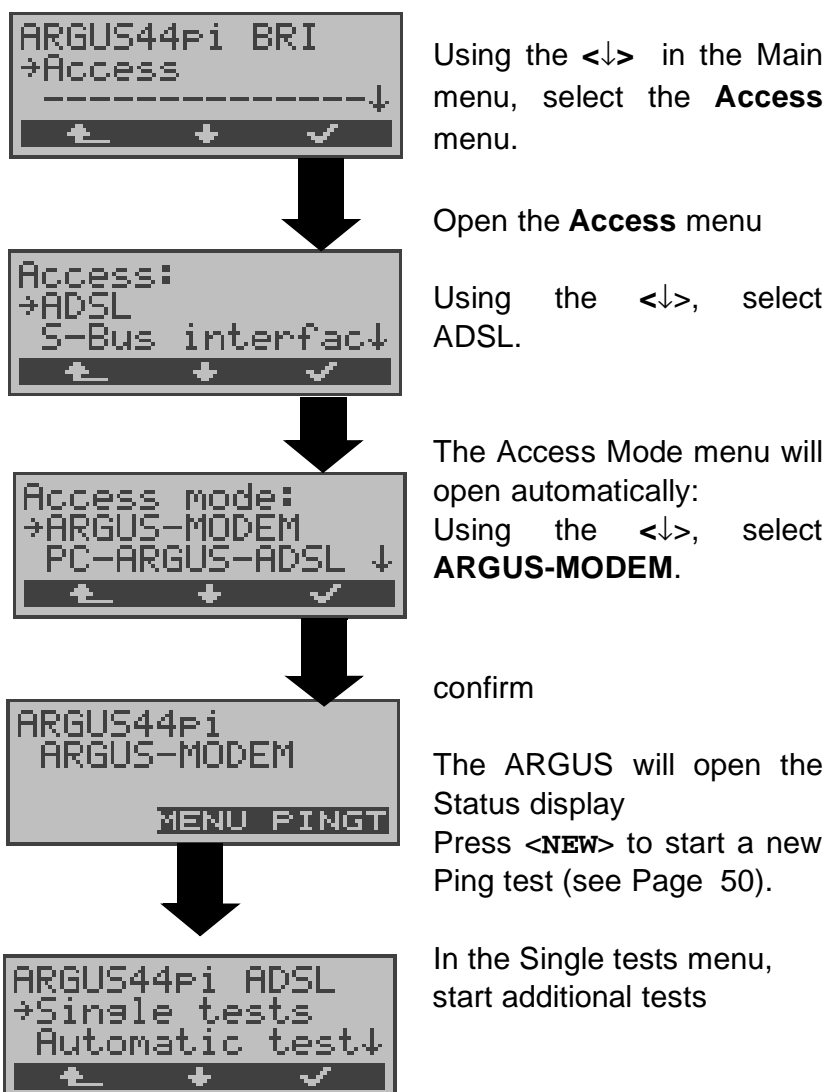 ARGUS44pi BRI
→Access
---------------↓
Using the <↓> in the Main
menu, select the Access
menu.
Open the Access menu
Access:
→ADSL
S-Bus interfac↓
Using the <↓>, select
ADSL.
The Access Mode menu will
open automatically:
Access mode:
→ARGUS-MODEM
PC-ARGUS-ADSL ↓
Using the <↓>, select
ARGUS-MODEM.
confirm
ARGUS44pi
ARGUS-MODEM
MENU PINGT
The ARGUS will open the
Status display
Press <NEW> to start a new
Ping test (see Page 50).
ARGUS44pi ADSL
→Single tests
Automatic test↓
In the Single tests menu,
start additional tests